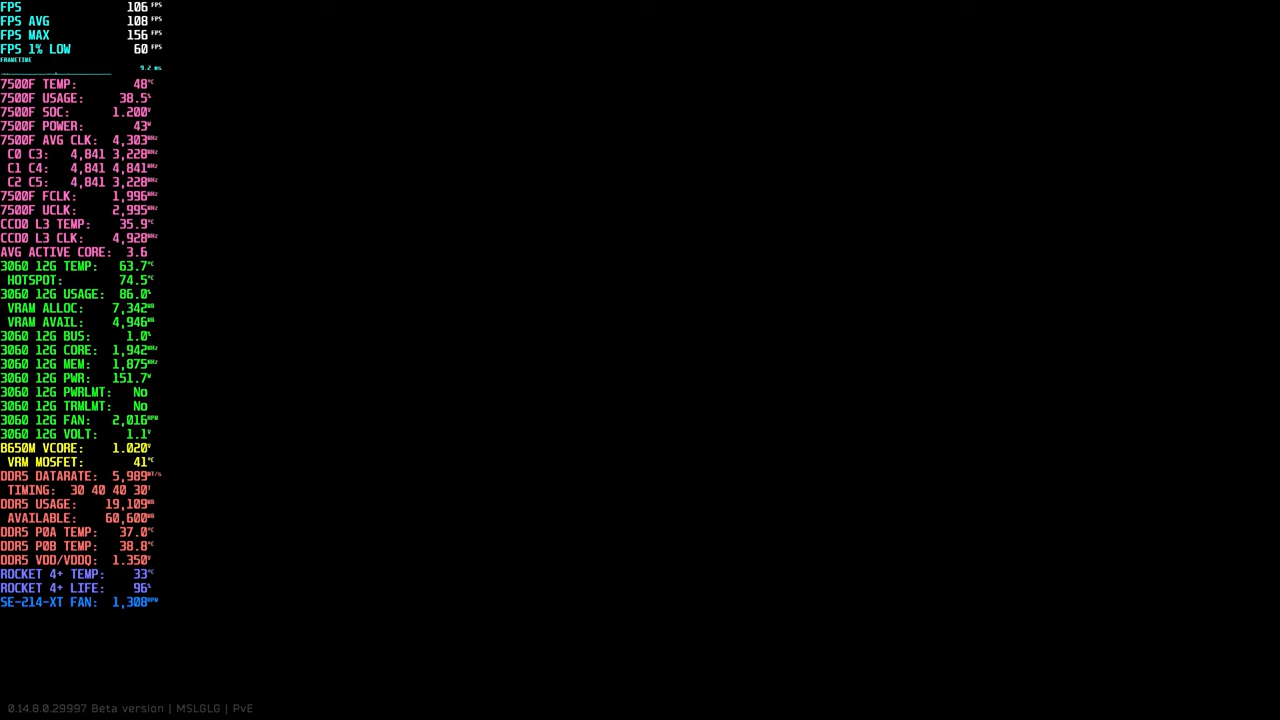 FPS 106 FPS
FPS AVG 108 FPS
FPS MAX 156 FPS
FPS 1% LOW 60 FPS
FRAMETIME
9.2 ms
7500F TEMP: 48°C
7500F USAGE: 38.5%
7500F SOC: 1.200V
7500F POWER: 43W
7500F AVG CLK: 4,303MHz
C0 C3: 4,841 3,228MHz
C1 C4: 4,841 4,841MHz
C2 C5: 4,841 3,228MHz
7500F FCLK: 1,996MHz
7500F UCLK: 2,995MHz
CCD0 L3 TEMP: 35.9°C
CCD0 L3 CLK: 4,928MHz
AVG ACTIVE CORE: 3.6
3060 12G TEMP: 63.7°C
HOTSPOT: 74.5°C
3060 12G USAGE: 86.0%
VRAM ALLOC: 7,342MB
VRAM AVAIL: 4,946MB
3060 12G BUS: 1.0%
3060 12G CORE: 1,942MHz
3060 12G MEM: 1,875MHz
3060 12G PWR: 151.7W
3060 12G PWRLMT: No
3060 12G TRMLMT: No
3060 12G FAN: 2,016RPM
3060 12G VOLT: 1.1V
B650M VCORE: 1.020V
VRM MOSFET: 41°C
DDR5 DATARATE: 5,989MT/s
TIMING: 30 40 40 30T
DDR5 USAGE: 19,109MB
AVAILABLE: 60,600MB
DDR5 P0A TEMP: 37.0°C
DDR5 P0B TEMP: 38.8°C
DDR5 VDD/VDDQ: 1.350V
ROCKET 4+ TEMP: 33°C
ROCKET 4+ LIFE: 96%
SE-214-XT FAN: 1,308RPM
0.14.8.0.29997 Beta version | MSLGLG | PvE